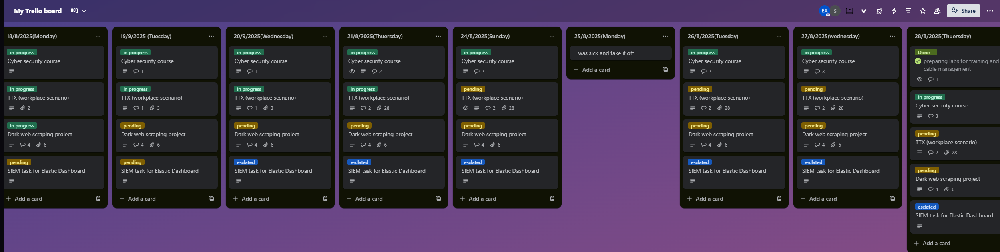 My Trello board
EA
S
Share
18/8/2025(Monday)
in progress
Cyber security course
in progress
TTX (workplace scenario)
2
in progress
Dark web scraping project
4 6
pending
SIEM task for Elastic Dashboard
Add a card
19/9/2025 (Tuesday)
in progress
Cyber security course
1
in progress
TTX (workplace scenario)
1 3
pending
Dark web scraping project
4 6
pending
SIEM task for Elastic Dashboard
Add a card
20/9/2025(Wednesday)
in progress
Cyber security course
1
in progress
TTX (workplace scenario)
1 3
pending
Dark web scraping project
4 6
esclated
SIEM task for Elastic Dashboard
Add a card
21/8/2025(Thuersday)
in progress
Cyber security course
2
in progress
TTX (workplace scenario)
2 28
pending
Dark web scraping project
4 6
esclated
SIEM task for Elastic Dashboard
Add a card
24/8/2025(Sunday)
in progress
Cyber security course
2
pending
TTX (workplace scenario)
2 28
pending
Dark web scraping project
4 6
esclated
SIEM task for Elastic Dashboard
Add a card
25/8/2025(Monday)
I was sick and take it off
Add a card
26/8/2025(Tuesday)
in progress
Cyber security course
2
pending
TTX (workplace scenario)
2 28
pending
Dark web scraping project
4 6
esclated
SIEM task for Elastic Dashboard
Add a card
27/8/2025(wednesday)
in progress
Cyber security course
3
pending
TTX (workplace scenario)
2 28
pending
Dark web scraping project
4 6
esclated
SIEM task for Elastic Dashboard
Add a card
28/8/2025(Thuersday)
Done
preparing labs for training and
cable management
1
in progress
Cyber security course
3
pending
TTX (workplace scenario)
2 28
pending
Dark web scraping project
4 6
esclated
SIEM task for Elastic Dashboard
Add a card